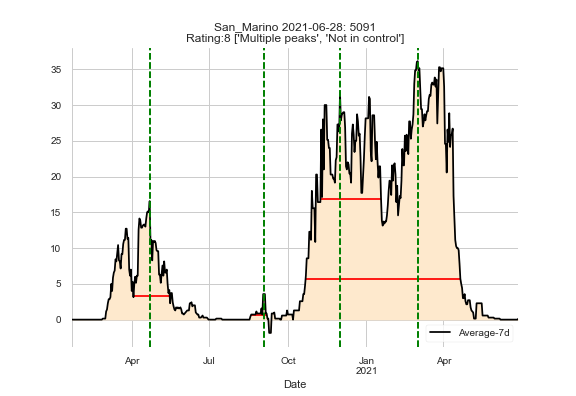 San_Marino 2021-06-28: 5091
Rating:8 ['Multiple peaks', 'Not in control']
35
30
25
20
15
10
5
0
Average-7d
Apr
Jul
Oct
Jan
2021
Apr
Date